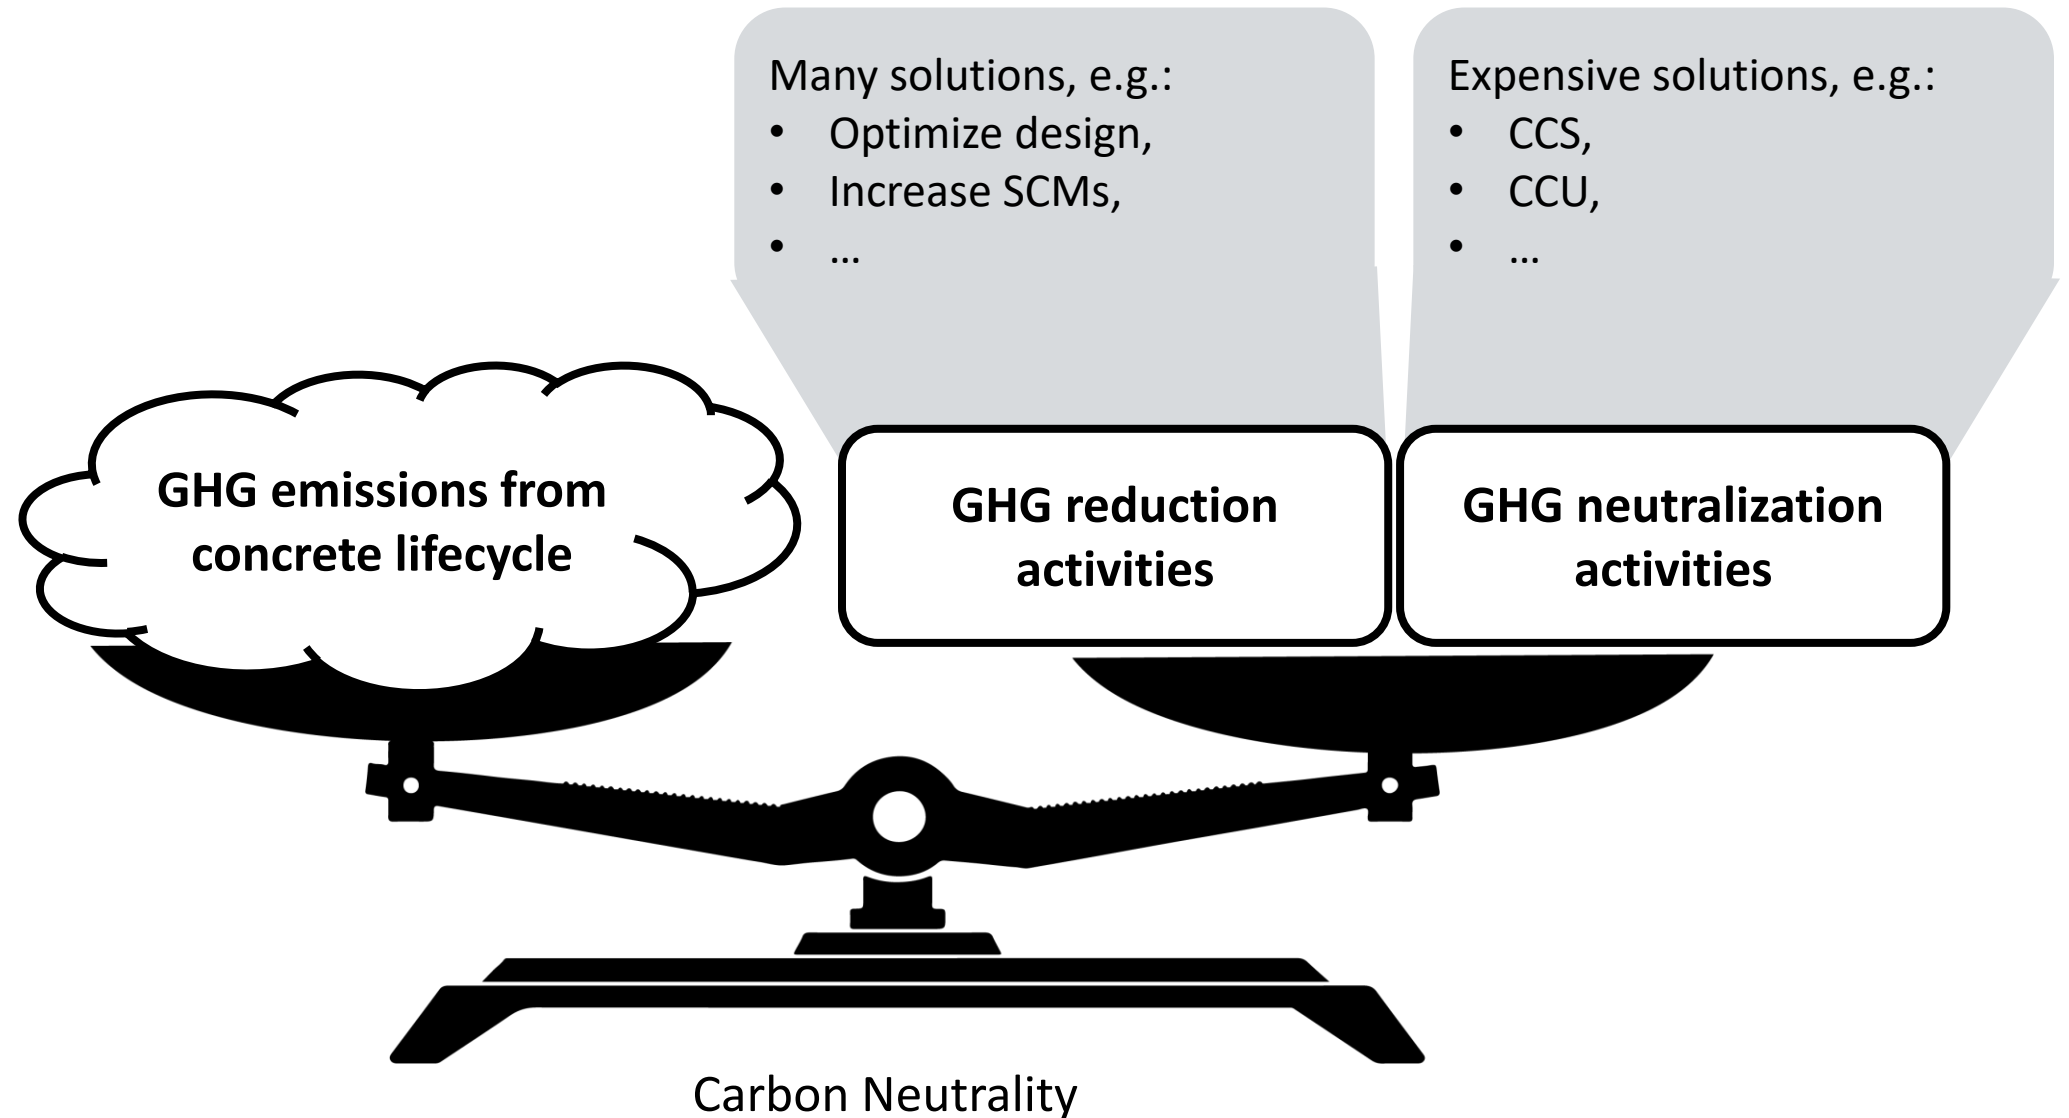 Many solutions, e.g.:
• Optimize design,
• Increase SCMs,
• ...
Expensive solutions, e.g.:
• CCS,
• CCU,
• ...
GHG emissions from
concrete lifecycle
GHG reduction
activities
GHG neutralization
activities
Carbon Neutrality